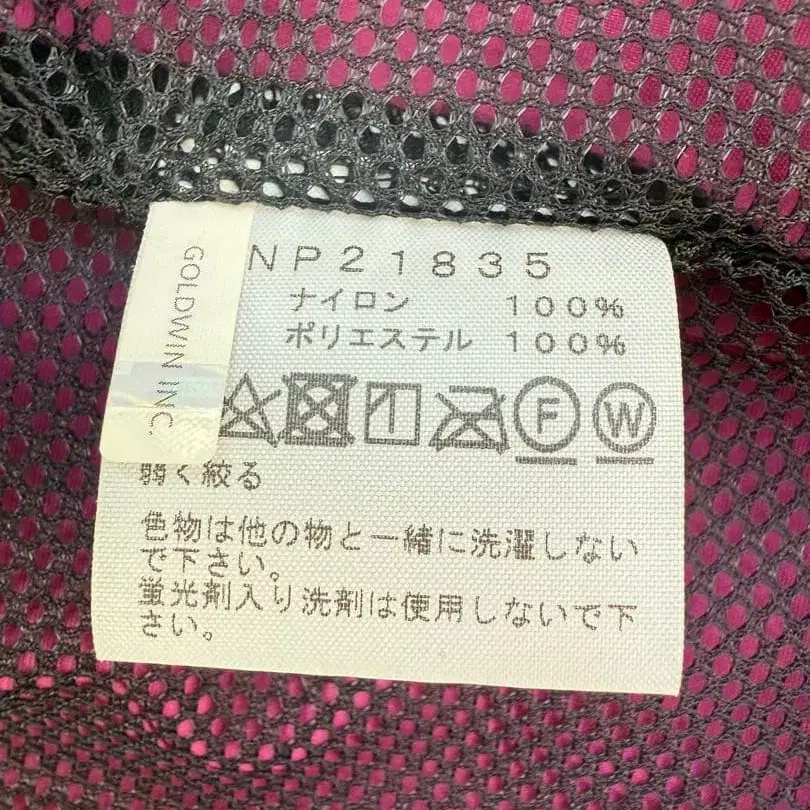 GOLDWIN INC.
NP21835
ナイロン 100%
ポリエステル 100%
F W
弱く絞る
色物は他の物と一緒に洗濯しない
で下さい。
蛍光剤入り洗剤は使用しないで下
さい。